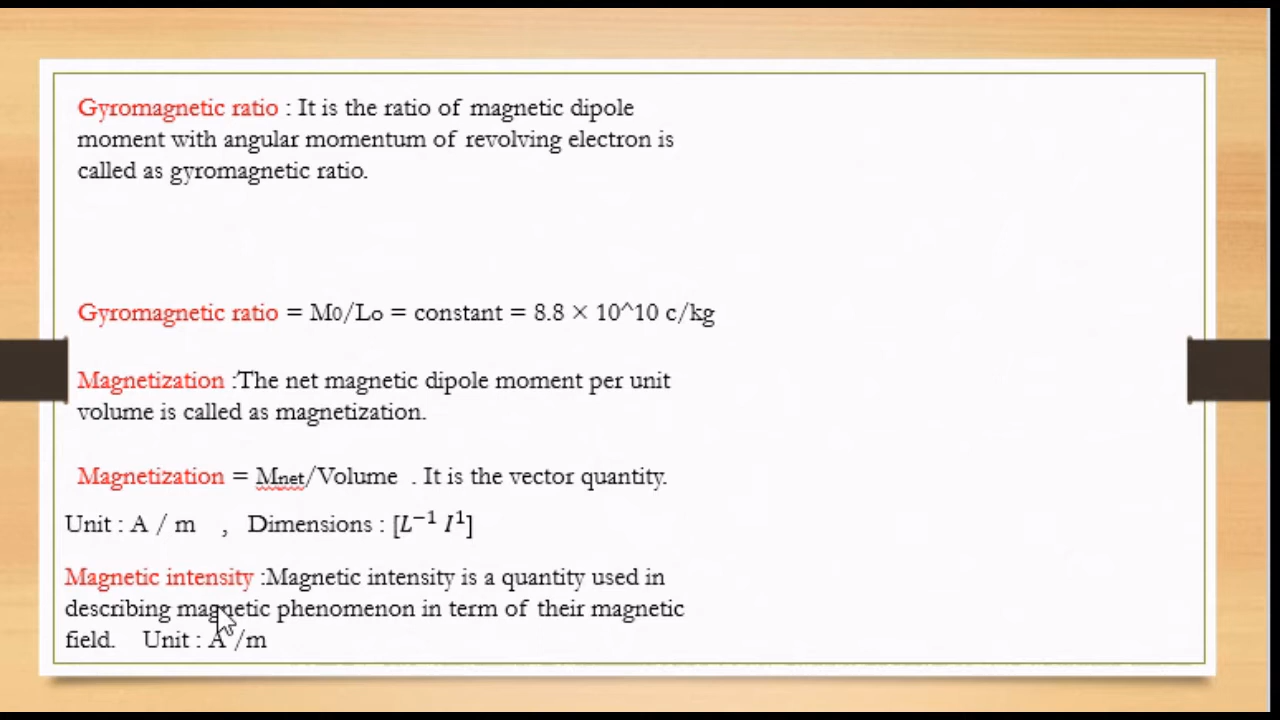 Gyromagnetic ratio : It is the ratio of magnetic dipole
moment with angular momentum of revolving electron is
called as gyromagnetic ratio.
Gyromagnetic ratio = M0/Lo = constant = 8.8 × 10^10 c/kg
Magnetization :The net magnetic dipole moment per unit
volume is called as magnetization.
Magnetization = Mnet/Volume . It is the vector quantity.
Unit : A / m , Dimensions : [L⁻¹ I¹]
Magnetic intensity :Magnetic intensity is a quantity used in
describing magnetic phenomenon in term of their magnetic
field. Unit : A /m